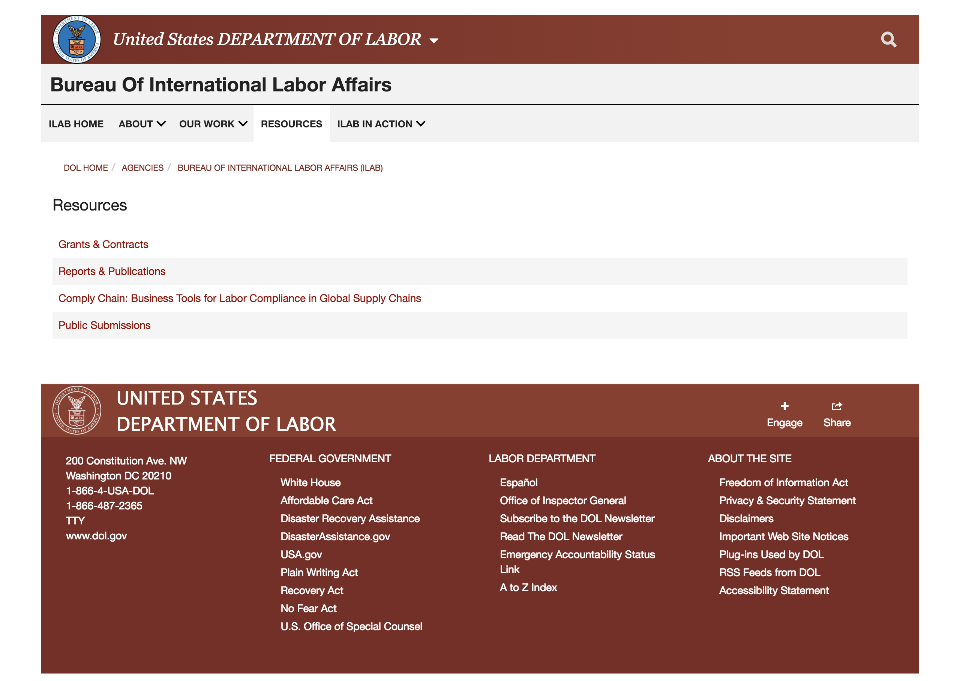 United States DEPARTMENT OF LABOR
Bureau Of International Labor Affairs
ILAB HOME ABOUT OUR WORK RESOURCES ILAB IN ACTION
DOL HOME / AGENCIES / BUREAU OF INTERNATIONAL LABOR AFFAIRS (ILAB)
Resources
Grants & Contracts
Reports & Publications
Comply Chain: Business Tools for Labor Compliance in Global Supply Chains
Public Submissions
UNITED STATES
DEPARTMENT OF LABOR
Engage Share
200 Constitution Ave. NW
Washington DC 20210
1-866-4-USA-DOL
1-866-487-2365
TTY
www.dol.gov
FEDERAL GOVERNMENT
White House
Affordable Care Act
Disaster Recovery Assistance
DisasterAssistance.gov
USA.gov
Plain Writing Act
Recovery Act
No Fear Act
U.S. Office of Special Counsel
LABOR DEPARTMENT
Español
Office of Inspector General
Subscribe to the DOL Newsletter
Read The DOL Newsletter
Emergency Accountability Status
Link
A to Z Index
ABOUT THE SITE
Freedom of Information Act
Privacy & Security Statement
Disclaimers
Important Web Site Notices
Plug-ins Used by DOL
RSS Feeds from DOL
Accessibility Statement